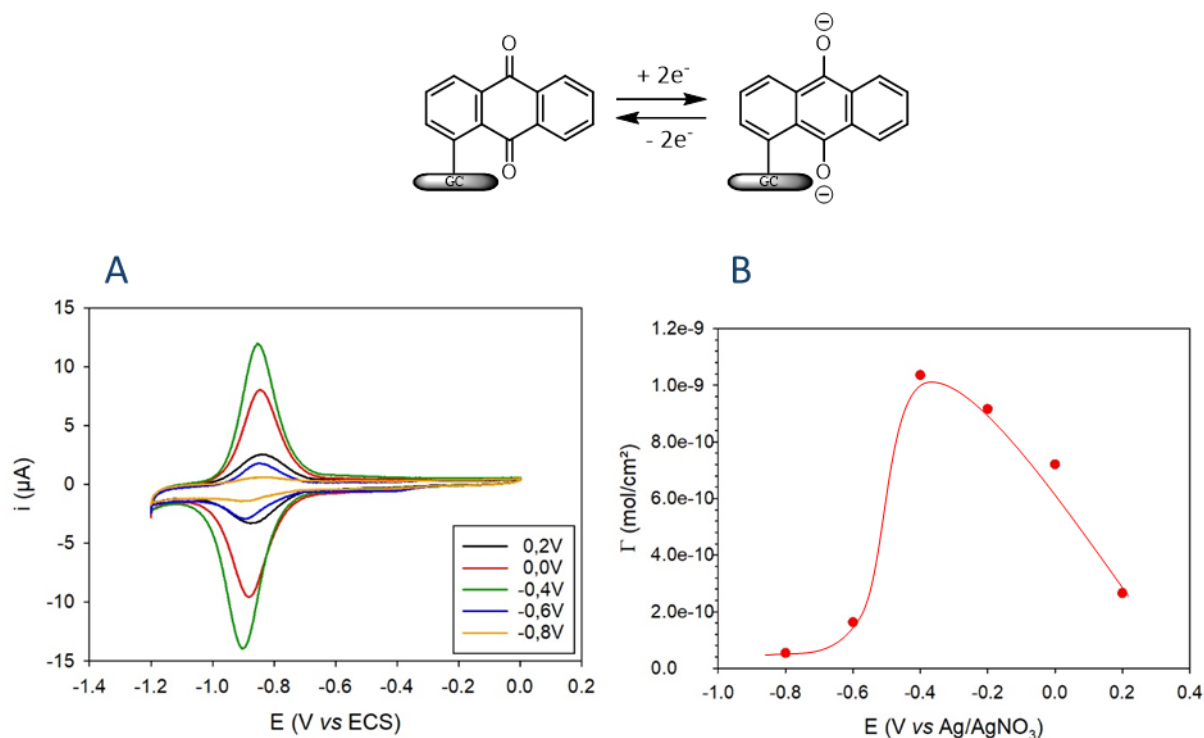 O
O
GC
+ 2e-
- 2e-
⊖
O
O
⊖
GC
A
B
15
10
5
0
-5
-10
-15
i (µA)
0,2V
0,0V
-0,4V
-0,6V
-0,8V
-1.4 -1.2 -1.0 -0.8 -0.6 -0.4 -0.2 0.0 0.2
E (V vs ECS)
1.2e-9
1.0e-9
8.0e-10
6.0e-10
4.0e-10
2.0e-10
0.0
Γ (mol/cm²)
-1.0 -0.8 -0.6 -0.4 -0.2 0.0 0.2 0.4
E (V vs Ag/AgNO₃)